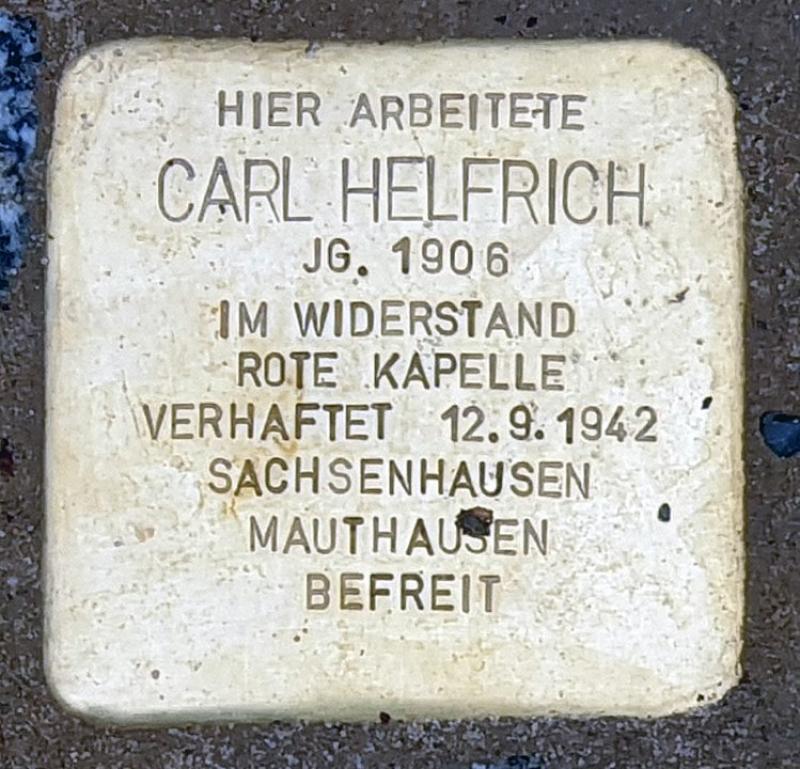 HIER ARBEITETE
CARL HELFRICH
JG. 1906
IM WIDERSTAND
ROTE KAPELLE
VERHAFTET 12.9.1942
SACHSENHAUSEN
MAUTHAUSEN
BEFREIT